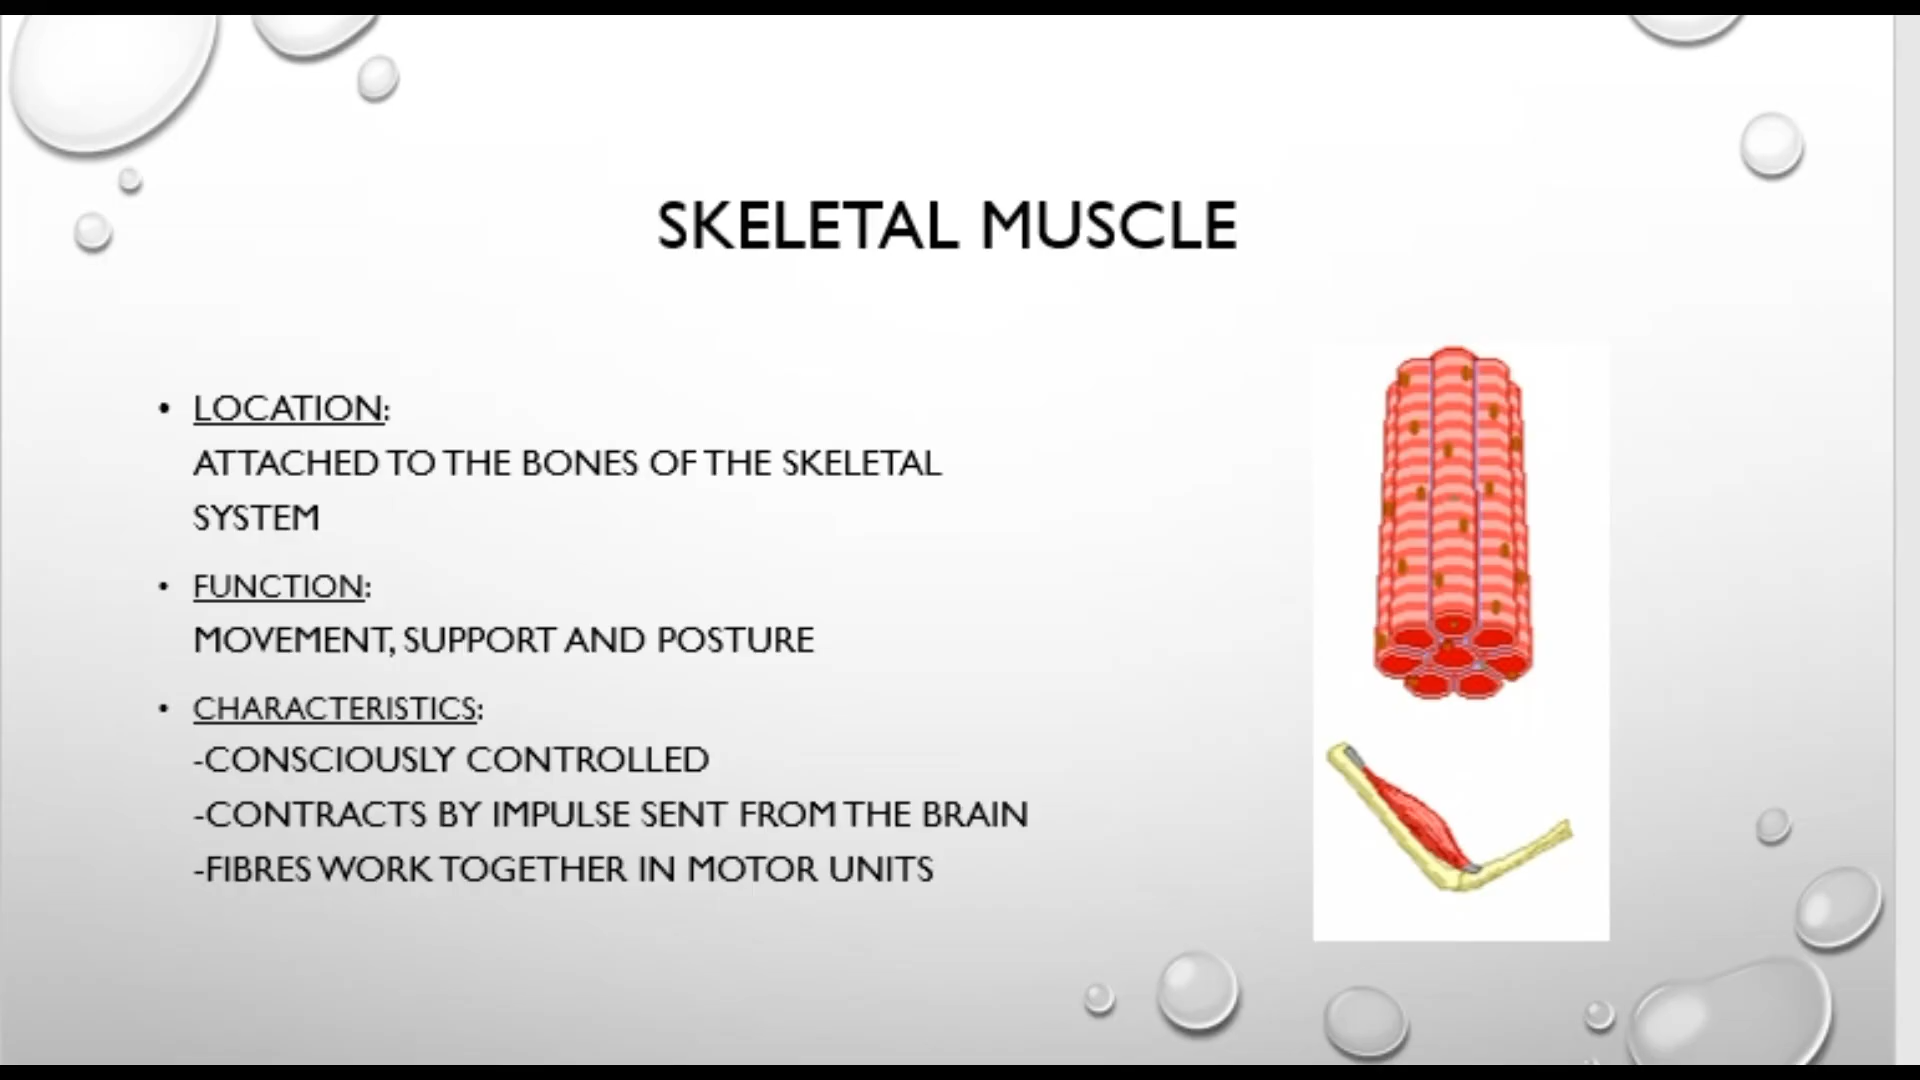 SKELETAL MUSCLE
• LOCATION:
ATTACHED TO THE BONES OF THE SKELETAL
SYSTEM
• FUNCTION:
MOVEMENT, SUPPORT AND POSTURE
• CHARACTERISTICS:
-CONSCIOUSLY CONTROLLED
-CONTRACTS BY IMPULSE SENT FROM THE BRAIN
-FIBRES WORK TOGETHER IN MOTOR UNITS